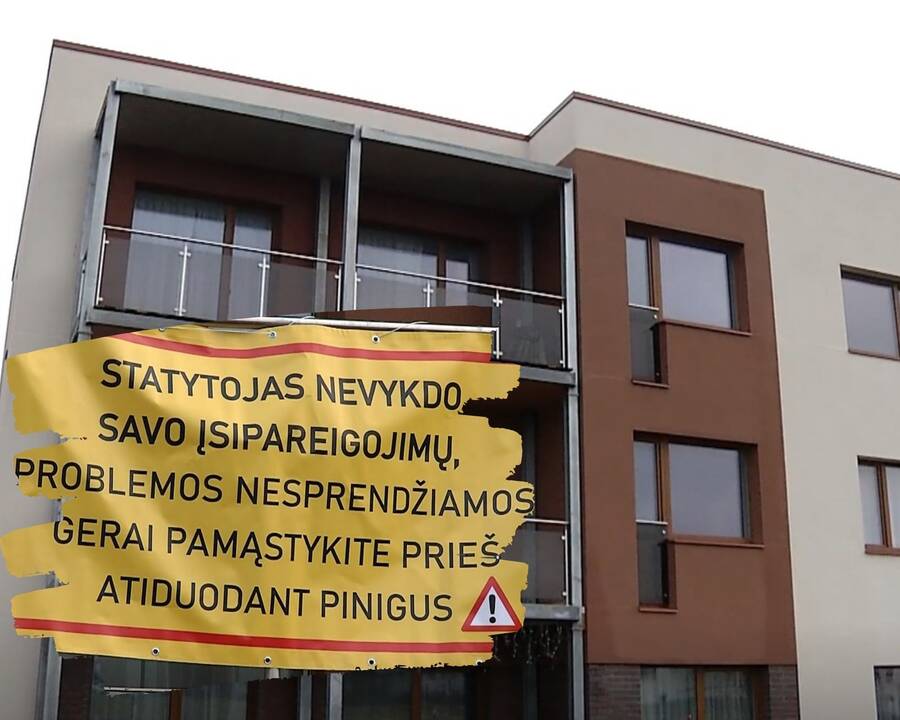 STATYTOJAS NEVYKDO
SAVO ĮSIPAREIGOJIMŲ,
PROBLEMOS NESPRENDŽIAMOS
GERAI PAMĄSTYKITE PRIEŠ
ATIDUODANT PINIGUS